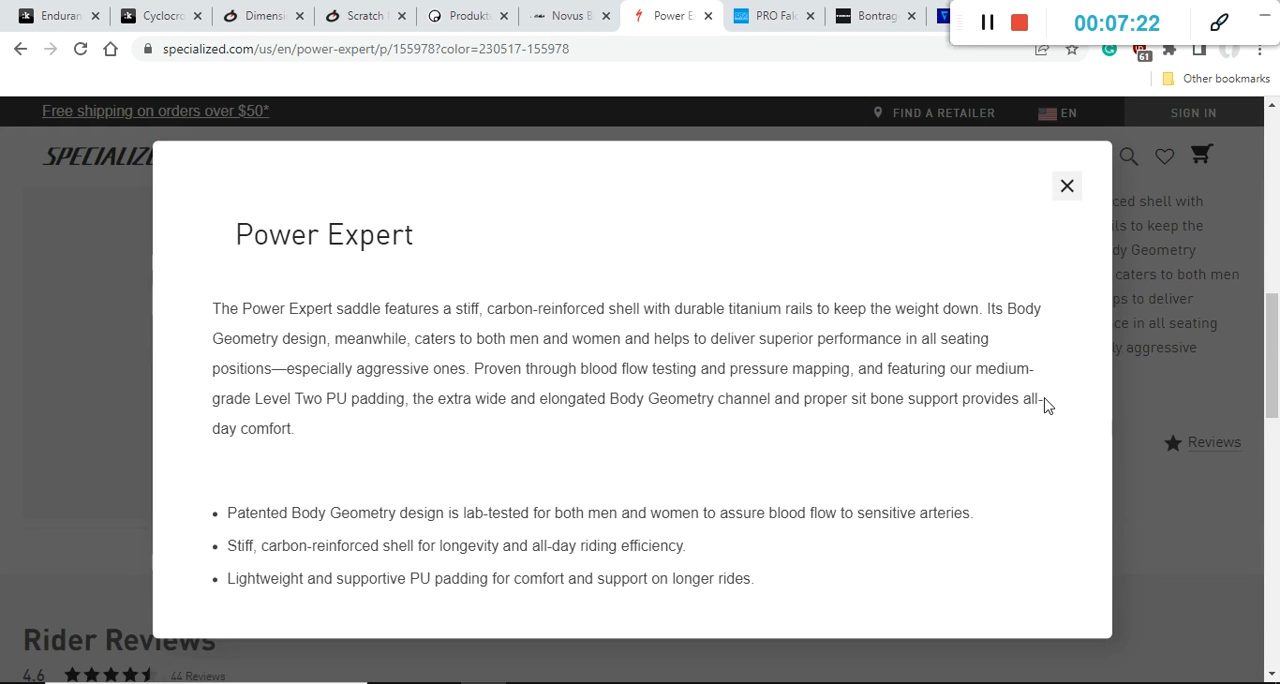 Enduran
Cyclocro
Dimensi
Scratch
Produkt
Novus B
Power E
PRO Fal
Bontrag
00:07:22
specialized.com/us/en/power-expert/p/155978?color=230517-155978
61
Other bookmarks
Free shipping on orders over $50*
FIND A RETAILER
EN
SIGN IN
SPECIALIZE
ced shell with
ils to keep the
dy Geometry
caters to both men
ps to deliver
ce in all seating
ly aggressive
Reviews
Power Expert
The Power Expert saddle features a stiff, carbon-reinforced shell with durable titanium rails to keep the weight down. Its Body
Geometry design, meanwhile, caters to both men and women and helps to deliver superior performance in all seating
positions—especially aggressive ones. Proven through blood flow testing and pressure mapping, and featuring our medium-
grade Level Two PU padding, the extra wide and elongated Body Geometry channel and proper sit bone support provides all-
day comfort.
• Patented Body Geometry design is lab-tested for both men and women to assure blood flow to sensitive arteries.
• Stiff, carbon-reinforced shell for longevity and all-day riding efficiency.
• Lightweight and supportive PU padding for comfort and support on longer rides.
Rider Reviews
4.6
44 Reviews